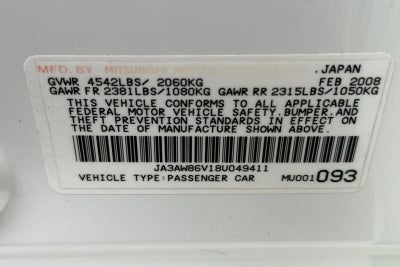 MFD. BY MITSUBISHI MOTORS .JAPAN
GVWR 4542LBS/ 2060KG FEB 2008
GAWR FR 2381LBS/1080KG GAWR RR 2315LBS/1050KG
THIS VEHICLE CONFORMS TO ALL APPLICABLE
FEDERAL MOTOR VEHICLE SAFETY,BUMPER,AND
THEFT PREVENTION STANDARDS IN EFFECT ON
THE DATE OF MANUFACTURE SHOWN ABOVE.
JA3AW86V18U049411
VEHICLE TYPE:PASSENGER CAR MU001093